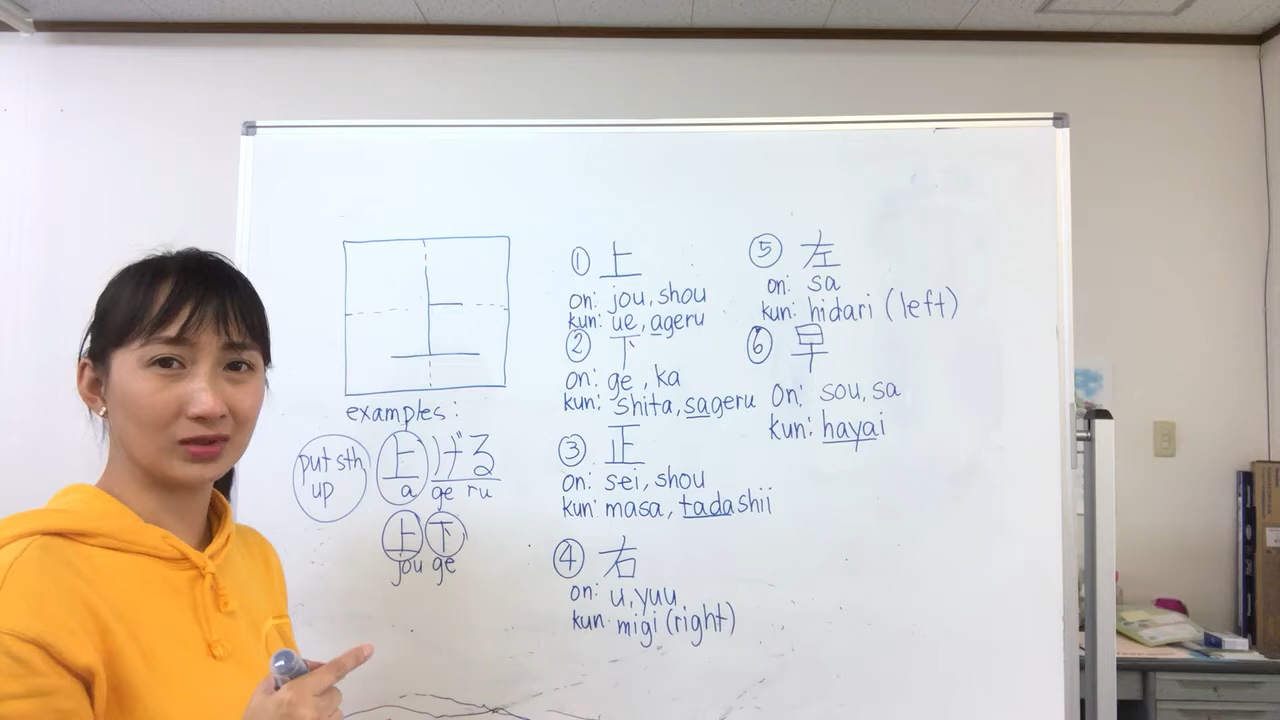 examples:
put sth
up
上げる
a ge ru
上下
jou ge
① 上
on: jou, shou
kun: ue, ageru
② 下
on: ge, ka
kun: shita, sageru
③ 正
on: sei, shou
kun: masa, tadashii
④ 右
on: u, yuu
kun: migi (right)
⑤ 左
on: sa
kun: hidari (left)
⑥ 早
On: sou, sa
kun: hayai